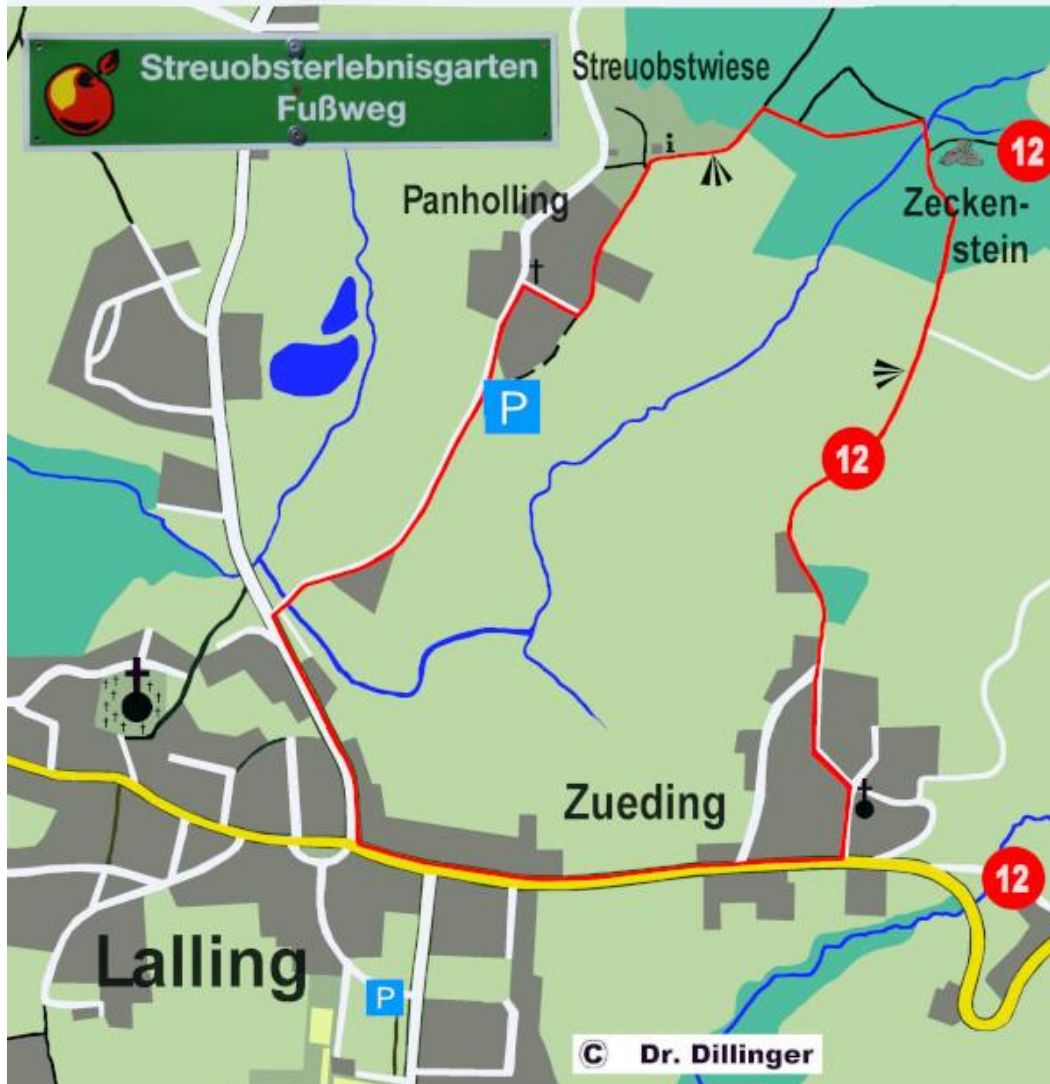 Streuobsterlebnisgarten
Fußweg
Streuobstwiese
i
12
Panholling
Zecken-
stein
P
12
Zueding
12
Lalling
P
C Dr. Dillinger